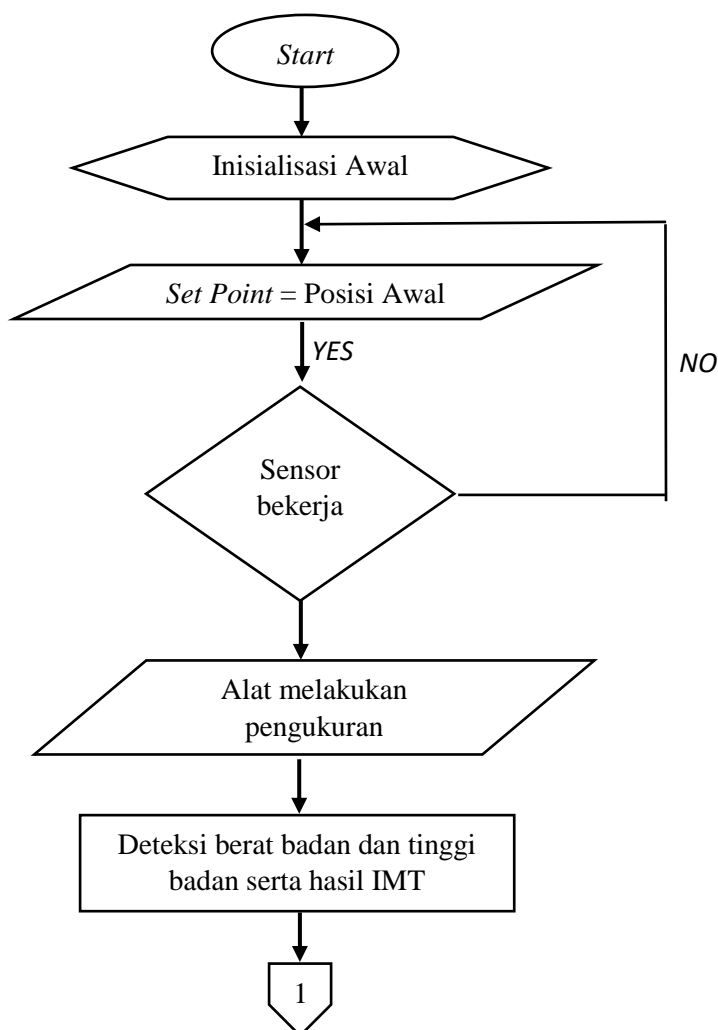 Start
Inisialisasi Awal
Set Point = Posisi Awal
YES
NO
Sensor
bekerja
Alat melakukan
pengukuran
Deteksi berat badan dan tinggi
badan serta hasil IMT
1